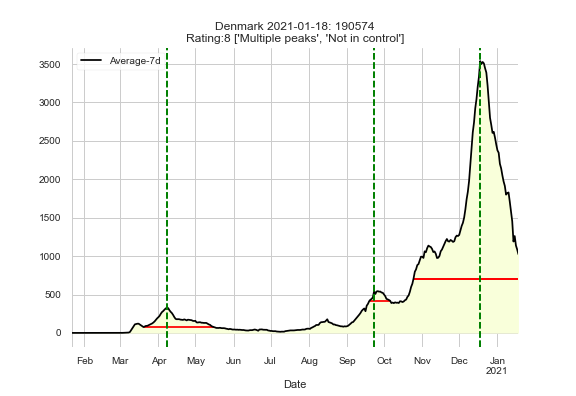 Denmark 2021-01-18: 190574
Rating:8 ['Multiple peaks', 'Not in control']
Average-7d
3500
3000
2500
2000
1500
1000
500
0
Feb Mar Apr May Jun Jul Aug Sep Oct Nov Dec Jan
2021
Date